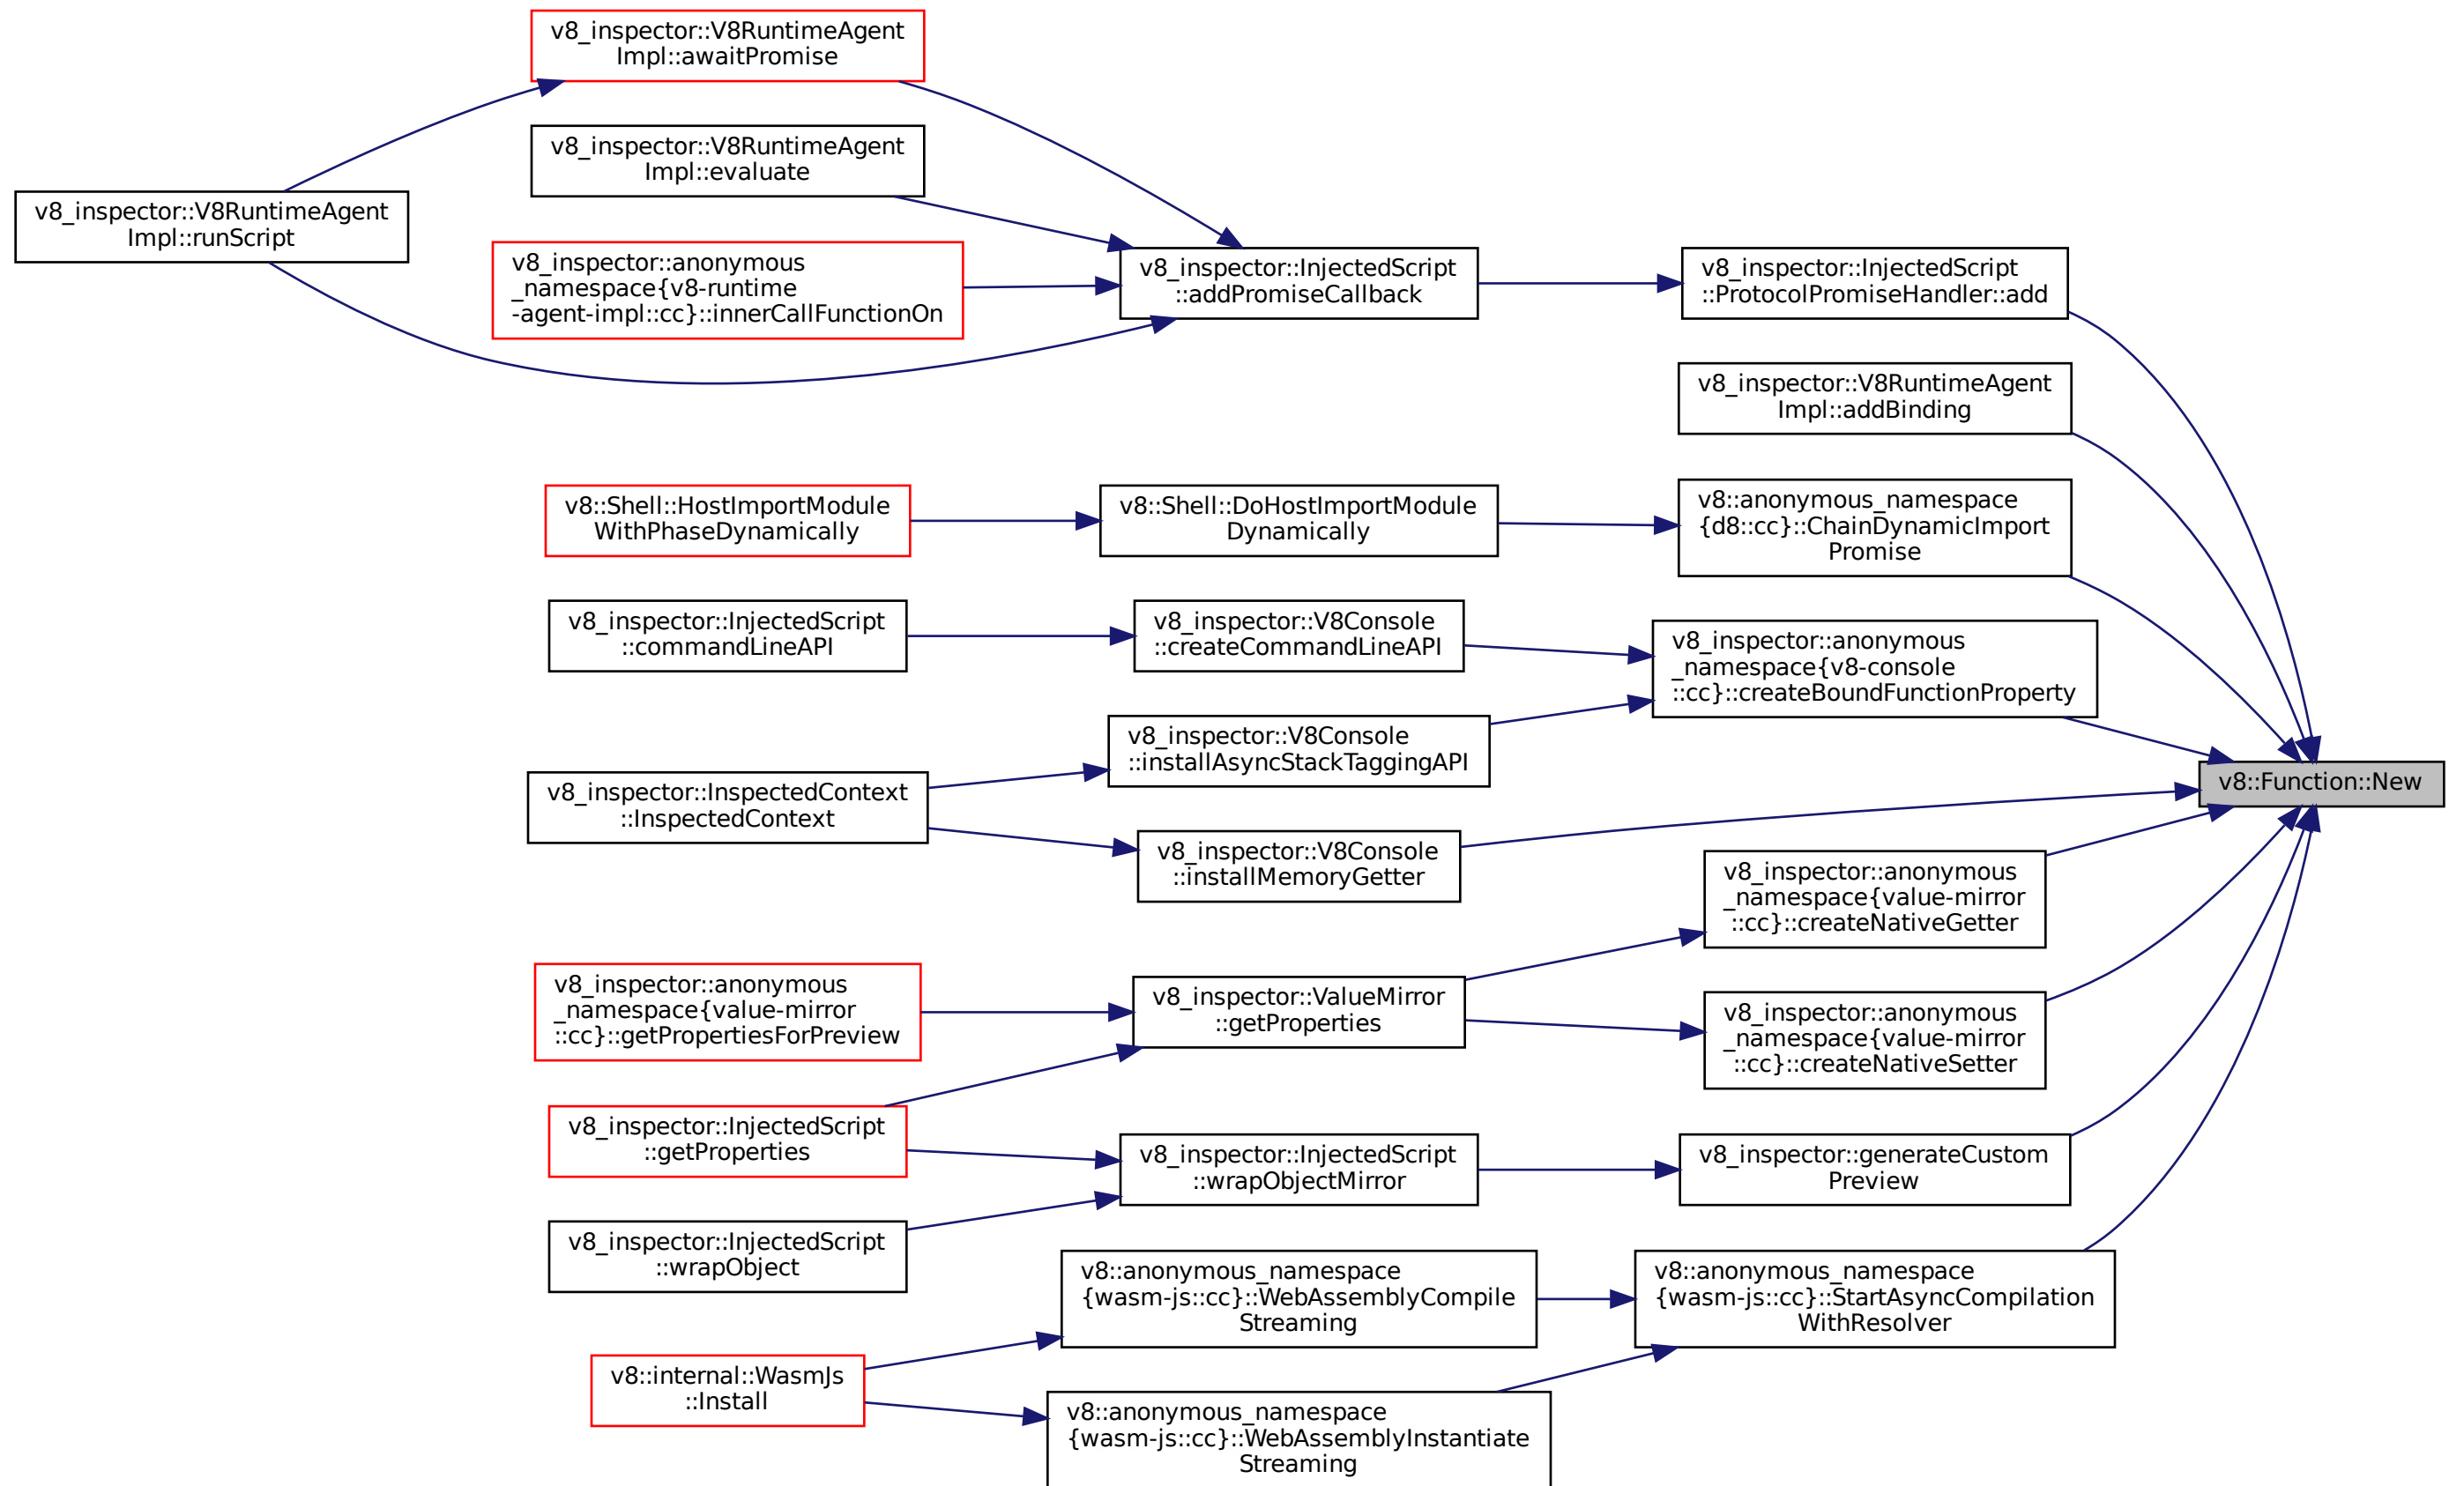 v8_inspector::V8RuntimeAgent
Impl::awaitPromise
v8_inspector::V8RuntimeAgent
Impl::evaluate
v8_inspector::V8RuntimeAgent
Impl::runScript
v8_inspector::anonymous
_namespace{v8-runtime
-agent-impl::cc}::innerCallFunctionOn
v8_inspector::InjectedScript
::addPromiseCallback
v8_inspector::InjectedScript
::ProtocolPromiseHandler::add
v8_inspector::V8RuntimeAgent
Impl::addBinding
v8::Shell::HostImportModule
WithPhaseDynamically
v8::Shell::DoHostImportModule
Dynamically
v8::anonymous_namespace
{d8::cc}::ChainDynamicImport
Promise
v8_inspector::InjectedScript
::commandLineAPI
v8_inspector::V8Console
::createCommandLineAPI
v8_inspector::anonymous
_namespace{v8-console
::cc}::createBoundFunctionProperty
v8_inspector::V8Console
::installAsyncStackTaggingAPI
v8::Function::New
v8_inspector::InspectedContext
::InspectedContext
v8_inspector::V8Console
::installMemoryGetter
v8_inspector::anonymous
_namespace{value-mirror
::cc}::createNativeGetter
v8_inspector::anonymous
_namespace{value-mirror
::cc}::getPropertiesForPreview
v8_inspector::ValueMirror
::getProperties
v8_inspector::anonymous
_namespace{value-mirror
::cc}::createNativeSetter
v8_inspector::InjectedScript
::getProperties
v8_inspector::InjectedScript
::wrapObjectMirror
v8_inspector::generateCustom
Preview
v8_inspector::InjectedScript
::wrapObject
v8::anonymous_namespace
{wasm-js::cc}::WebAssemblyCompile
Streaming
v8::anonymous_namespace
{wasm-js::cc}::StartAsyncCompilation
WithResolver
v8::internal::WasmJs
::Install
v8::anonymous_namespace
{wasm-js::cc}::WebAssemblyInstantiate
Streaming